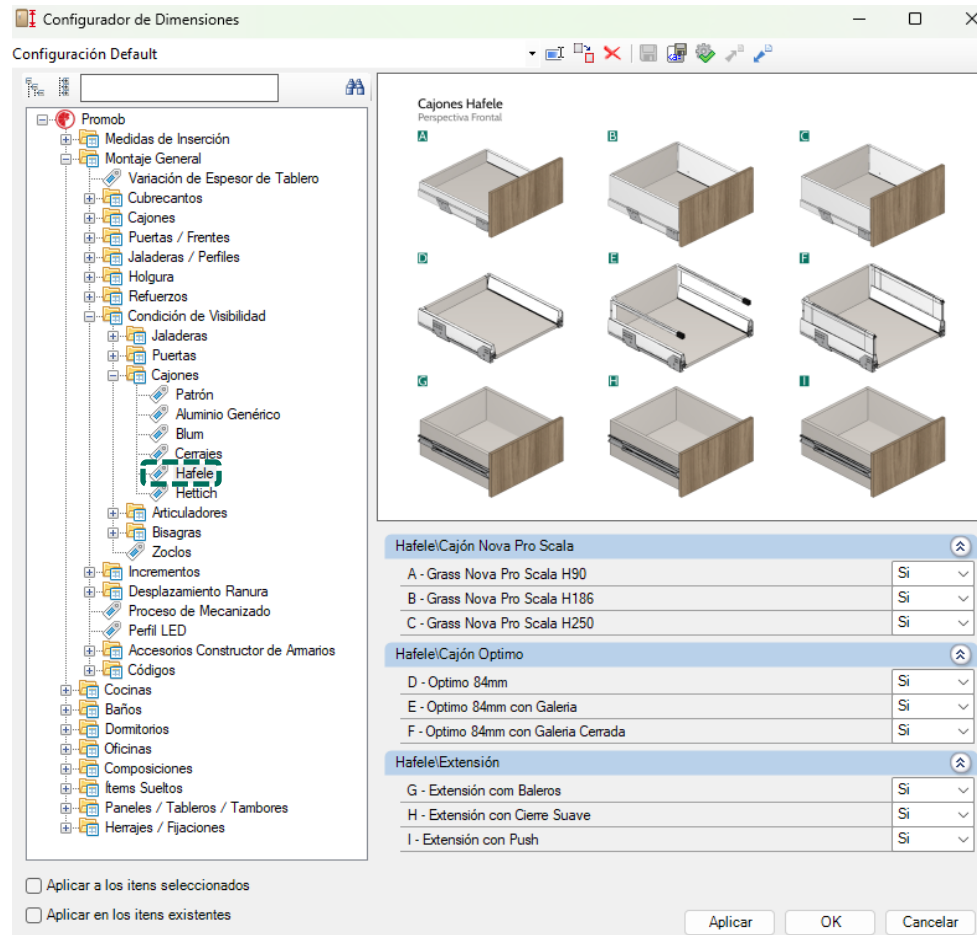 Configurador de Dimensiones
Configuración Default
Promob
Medidas de Inserción
Montaje General
Variación de Espesor de Tablero
Cubrecantos
Cajones
Puertas / Frentes
Jaladeras / Perfiles
Holgura
Refuerzos
Condición de Visibilidad
Jaladeras
Puertas
Cajones
Patrón
Aluminio Genérico
Blum
Cerrajes
Hafele
Hettich
Articuladores
Bisagras
Zoclos
Incrementos
Desplazamiento Ranura
Proceso de Mecanizado
Perfil LED
Accesorios Constructor de Armarios
Códigos
Cocinas
Baños
Dormitorios
Oficinas
Composiciones
Ítems Sueltos
Paneles / Tableros / Tambores
Herrajes / Fijaciones
Cajones Hafele
Perspectiva Frontal
A B C
D E F
G H I
Hafele\Cajón Nova Pro Scala
A - Grass Nova Pro Scala H90 Si
B - Grass Nova Pro Scala H186 Si
C - Grass Nova Pro Scala H250 Si
Hafele\Cajón Optimo
D - Optimo 84mm Si
E - Optimo 84mm con Galeria Si
F - Optimo 84mm con Galeria Cerrada Si
Hafele\Extensión
G - Extensión com Baleros Si
H - Extensión con Cierre Suave Si
I - Extensión con Push Si
Aplicar a los itens seleccionados
Aplicar en los itens existentes
Aplicar OK Cancelar